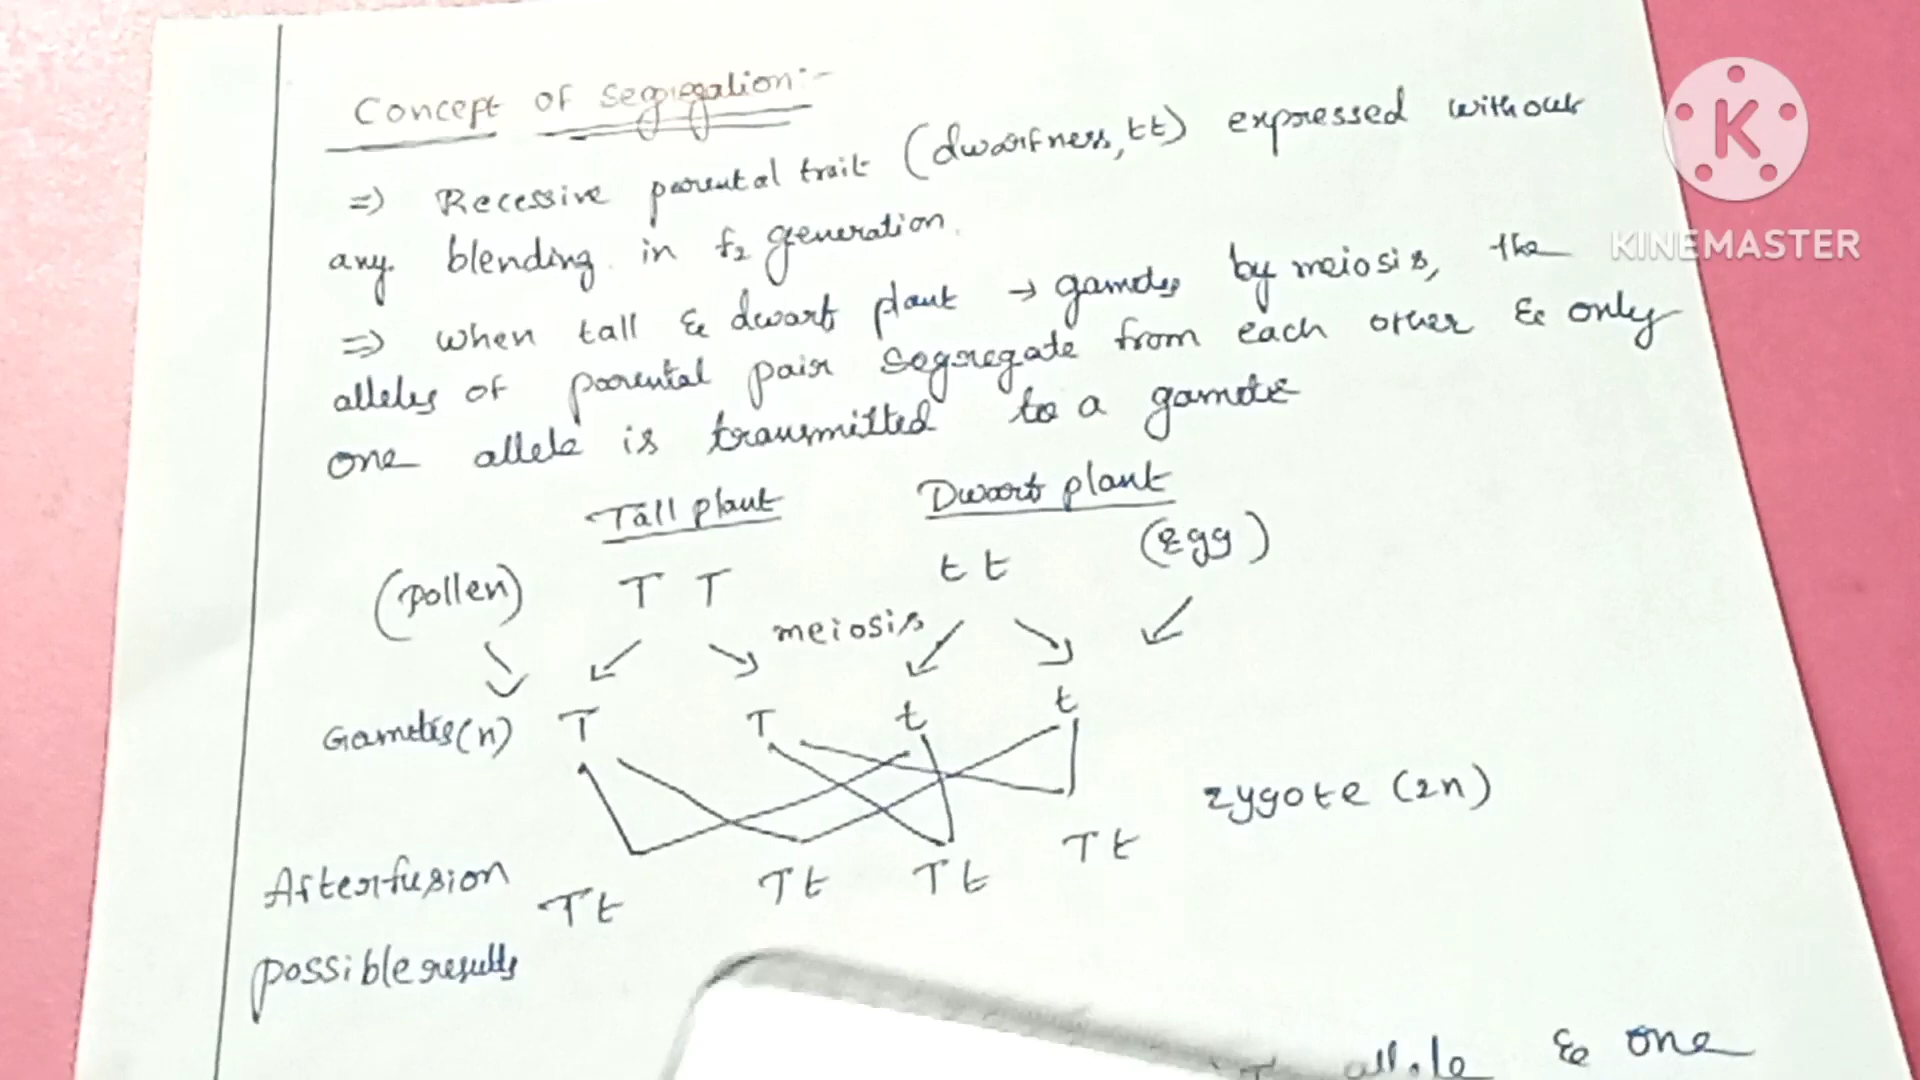 Concept of segregation:-
=> Recessive parental trait (dwarfness, tt) expressed without
any blending in f2 generation.
=> When tall & dwarf plant → gametes by meiosis, the
alleles of parental pair segregate from each other & only
one allele is transmitted to a gamete
Tall plant Dwarf plant
(pollen) T T t t (Egg)
meiosis
Gametes(n) T T t t
zygote (2n)
After fusion Tt Tt Tt Tt
possible results
allele & one
K
KINEMASTER